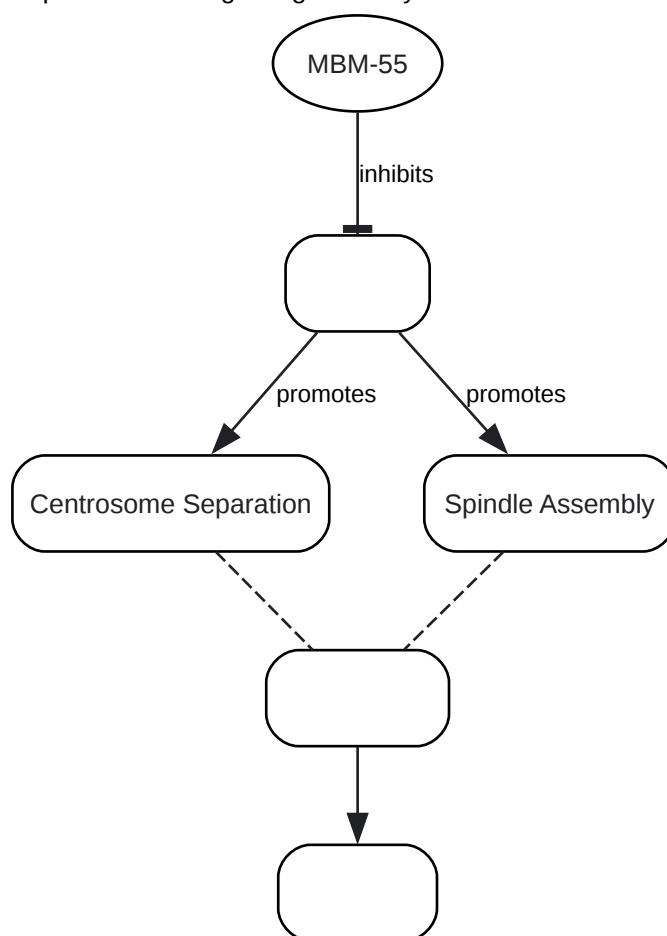 MBM-55
inhibits
promotes promotes
Centrosome Separation Spindle Assembly